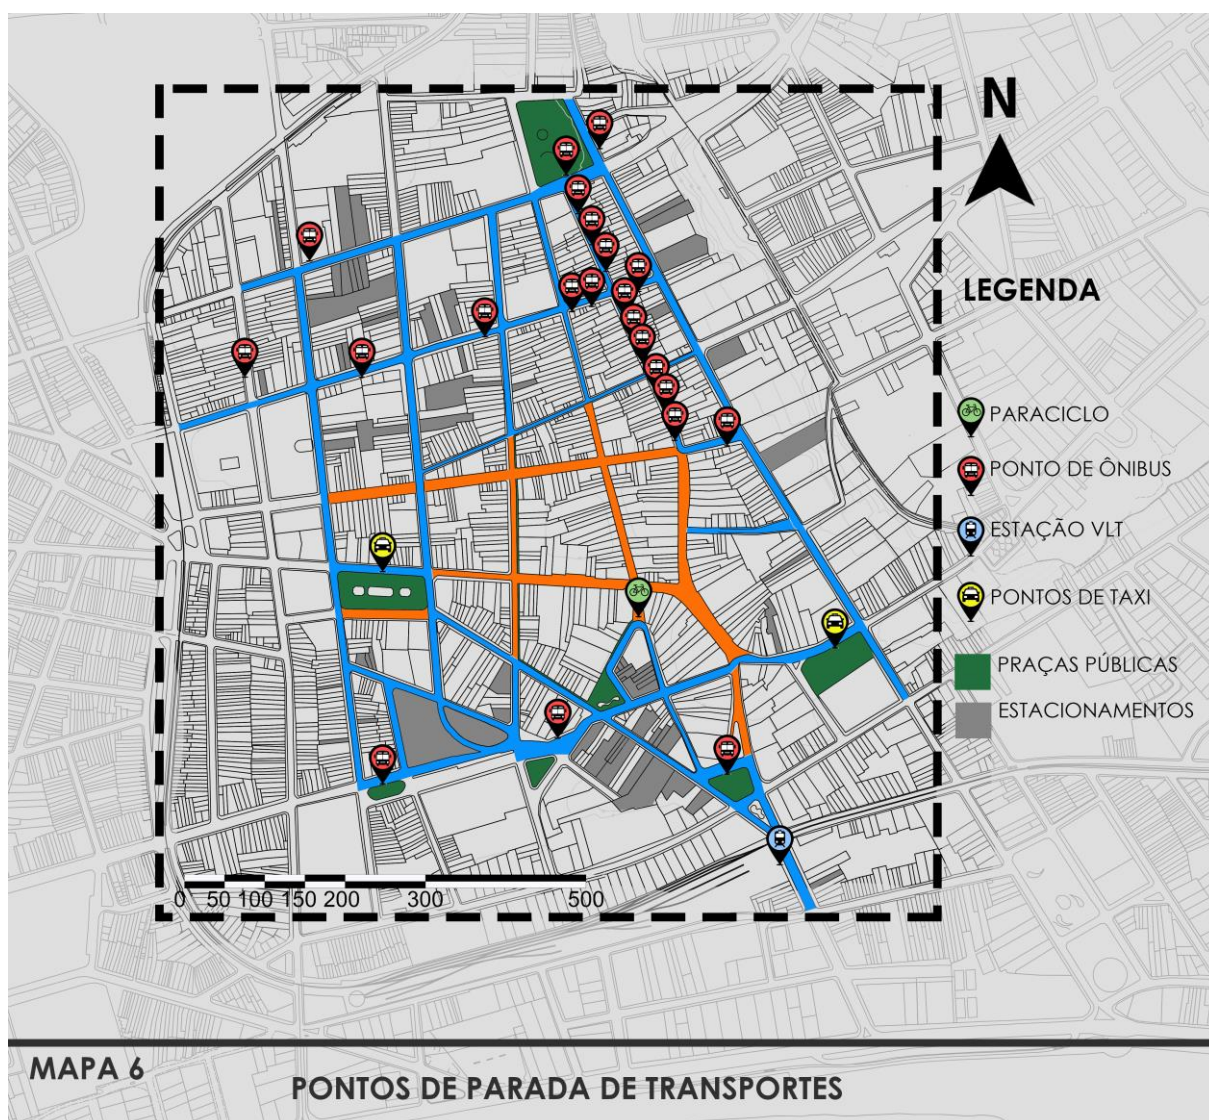 N
LEGENDA
PARACICLO
PONTO DE ÔNIBUS
ESTAÇÃO VLT
PONTOS DE TAXI
PRAÇAS PÚBLICAS
ESTACIONAMENTOS
0 50 100 150 200 300 500
MAPA 6
PONTOS DE PARADA DE TRANSPORTES